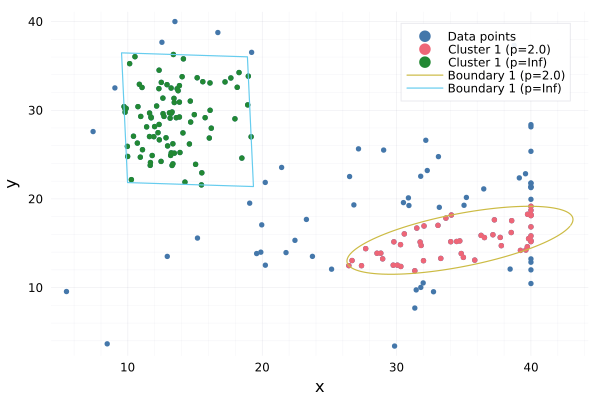 40
30
20
10
10
20
30
40
x
y
Data points
Cluster 1 (p=2.0)
Cluster 1 (p=Inf)
Boundary 1 (p=2.0)
Boundary 1 (p=Inf)